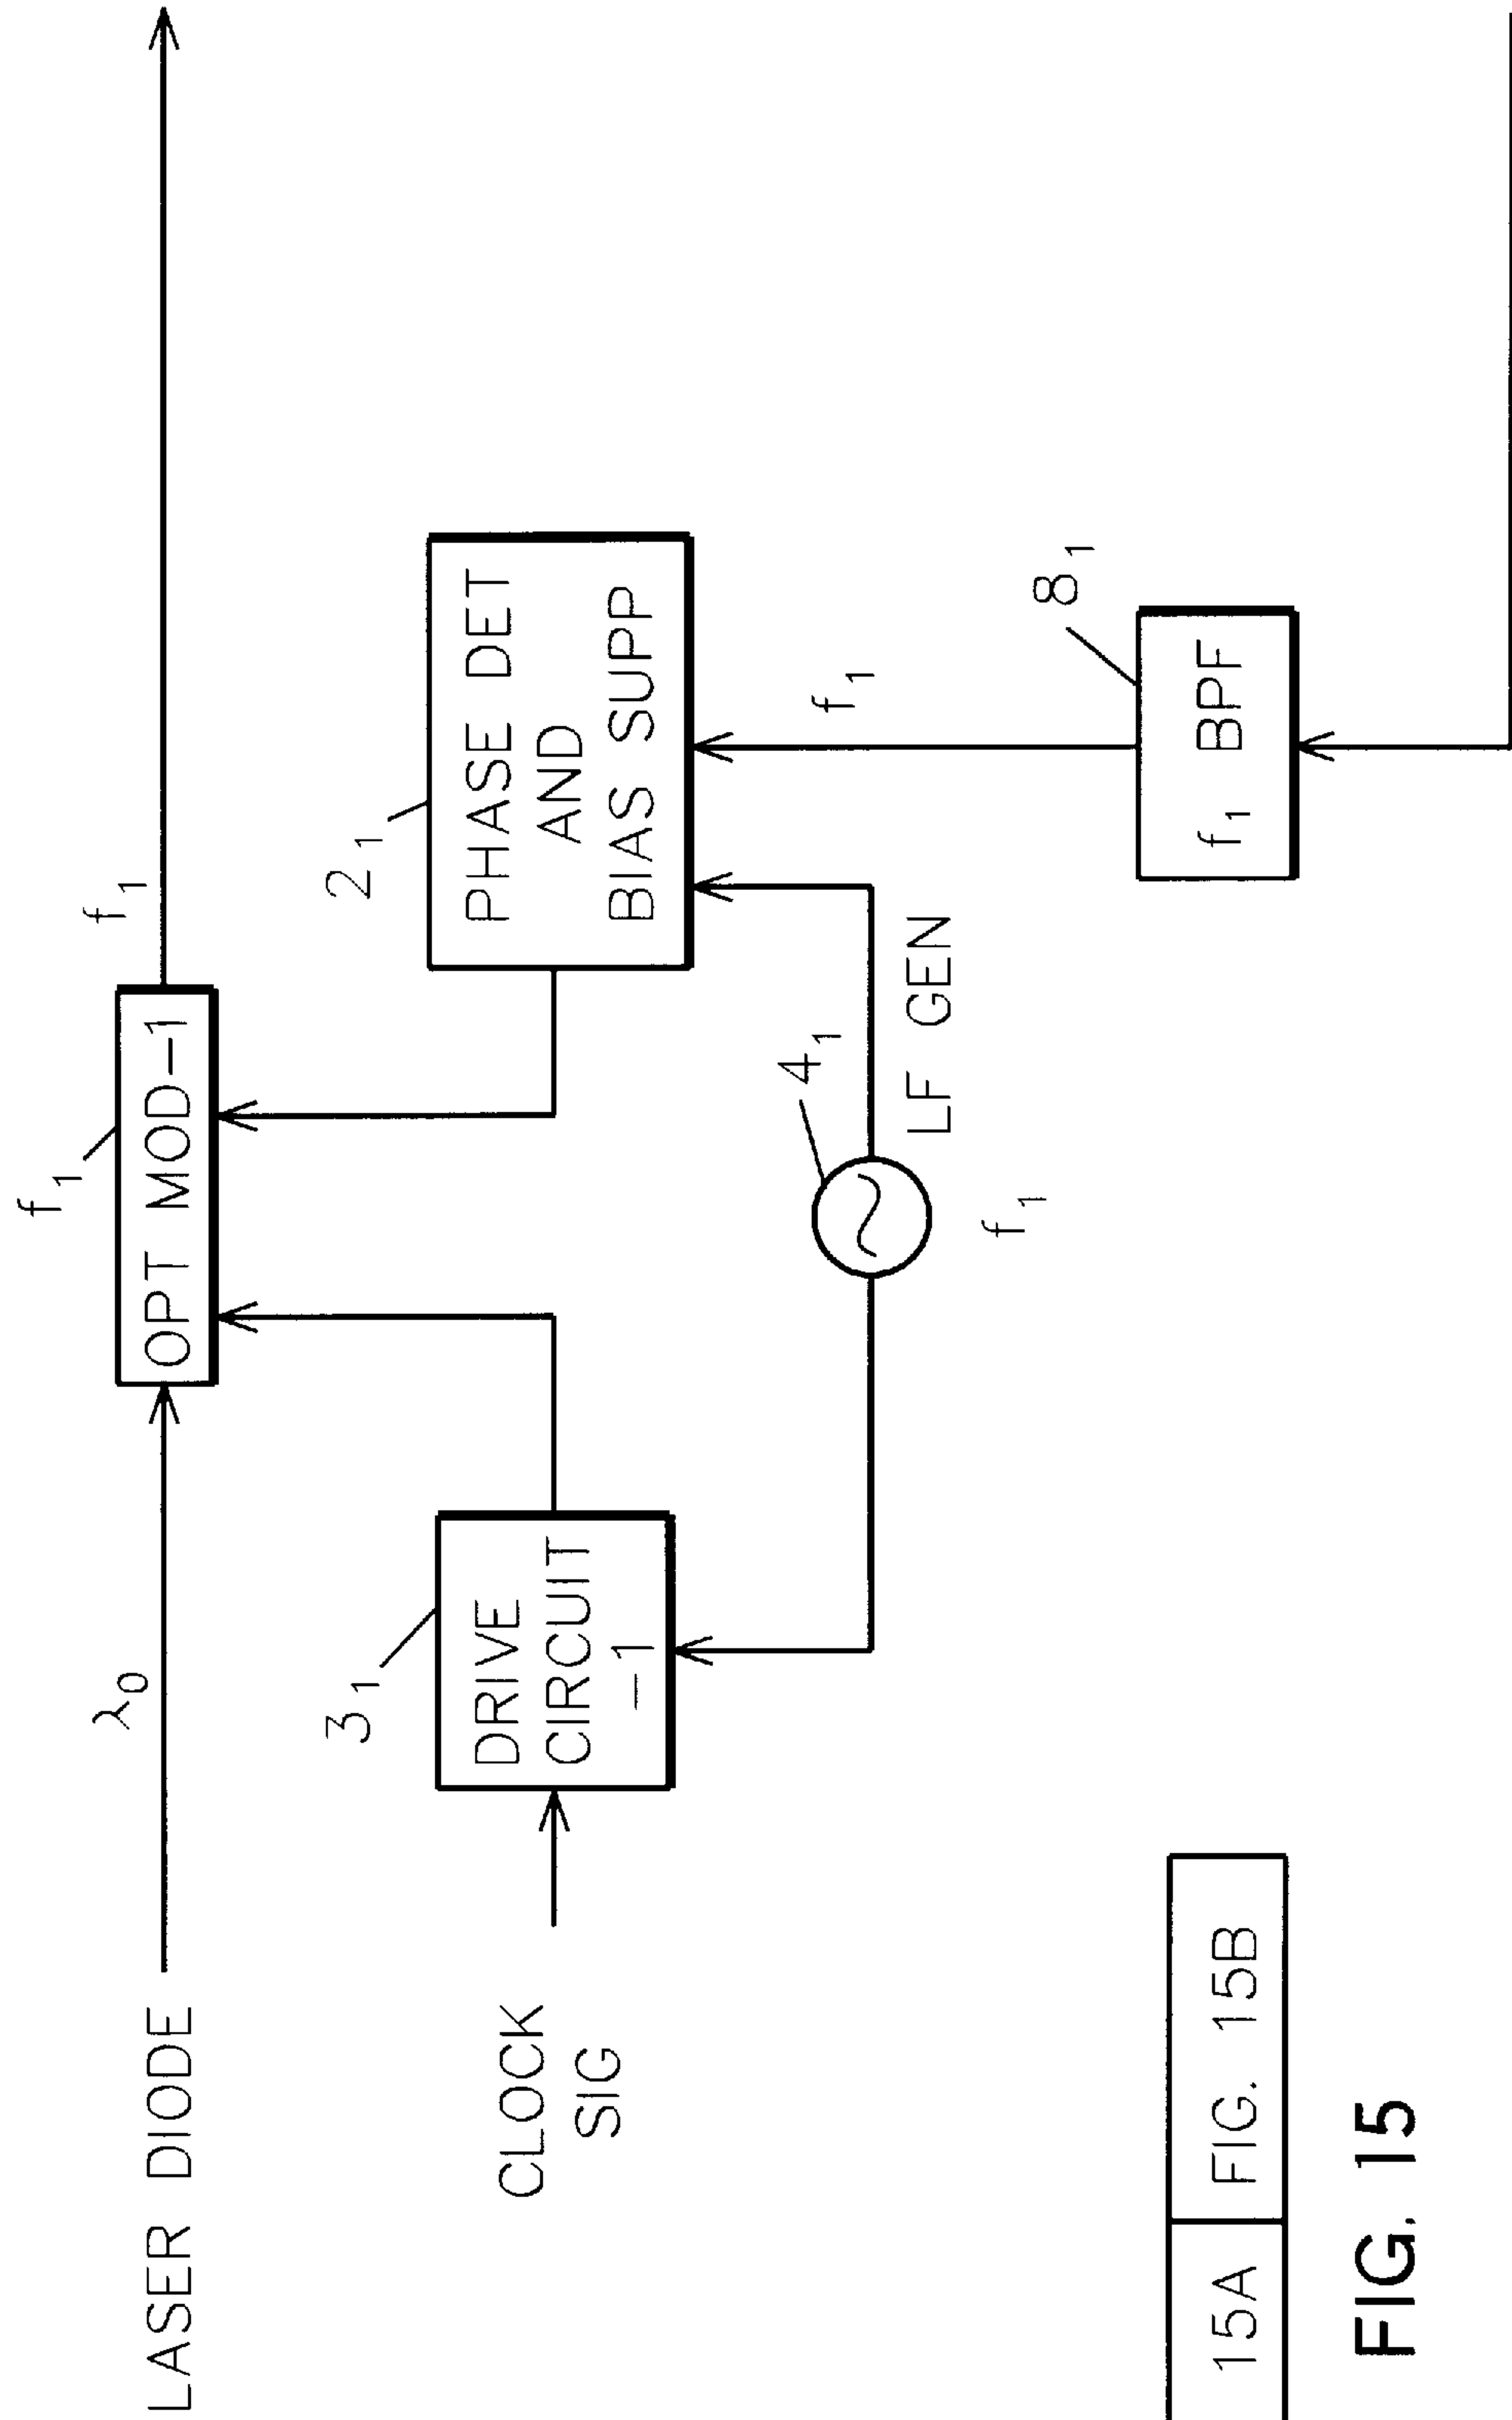 LASER DIODE
λ0
f1
OPT MOD-1
f1
CLOCK
SIG
31
DRIVE
CIRCUIT
-1
21
PHASE DET
AND
BIAS SUPP
41
LF GEN
f1
f1
81
f1 BPF
15A
FIG. 15B
FIG. 15